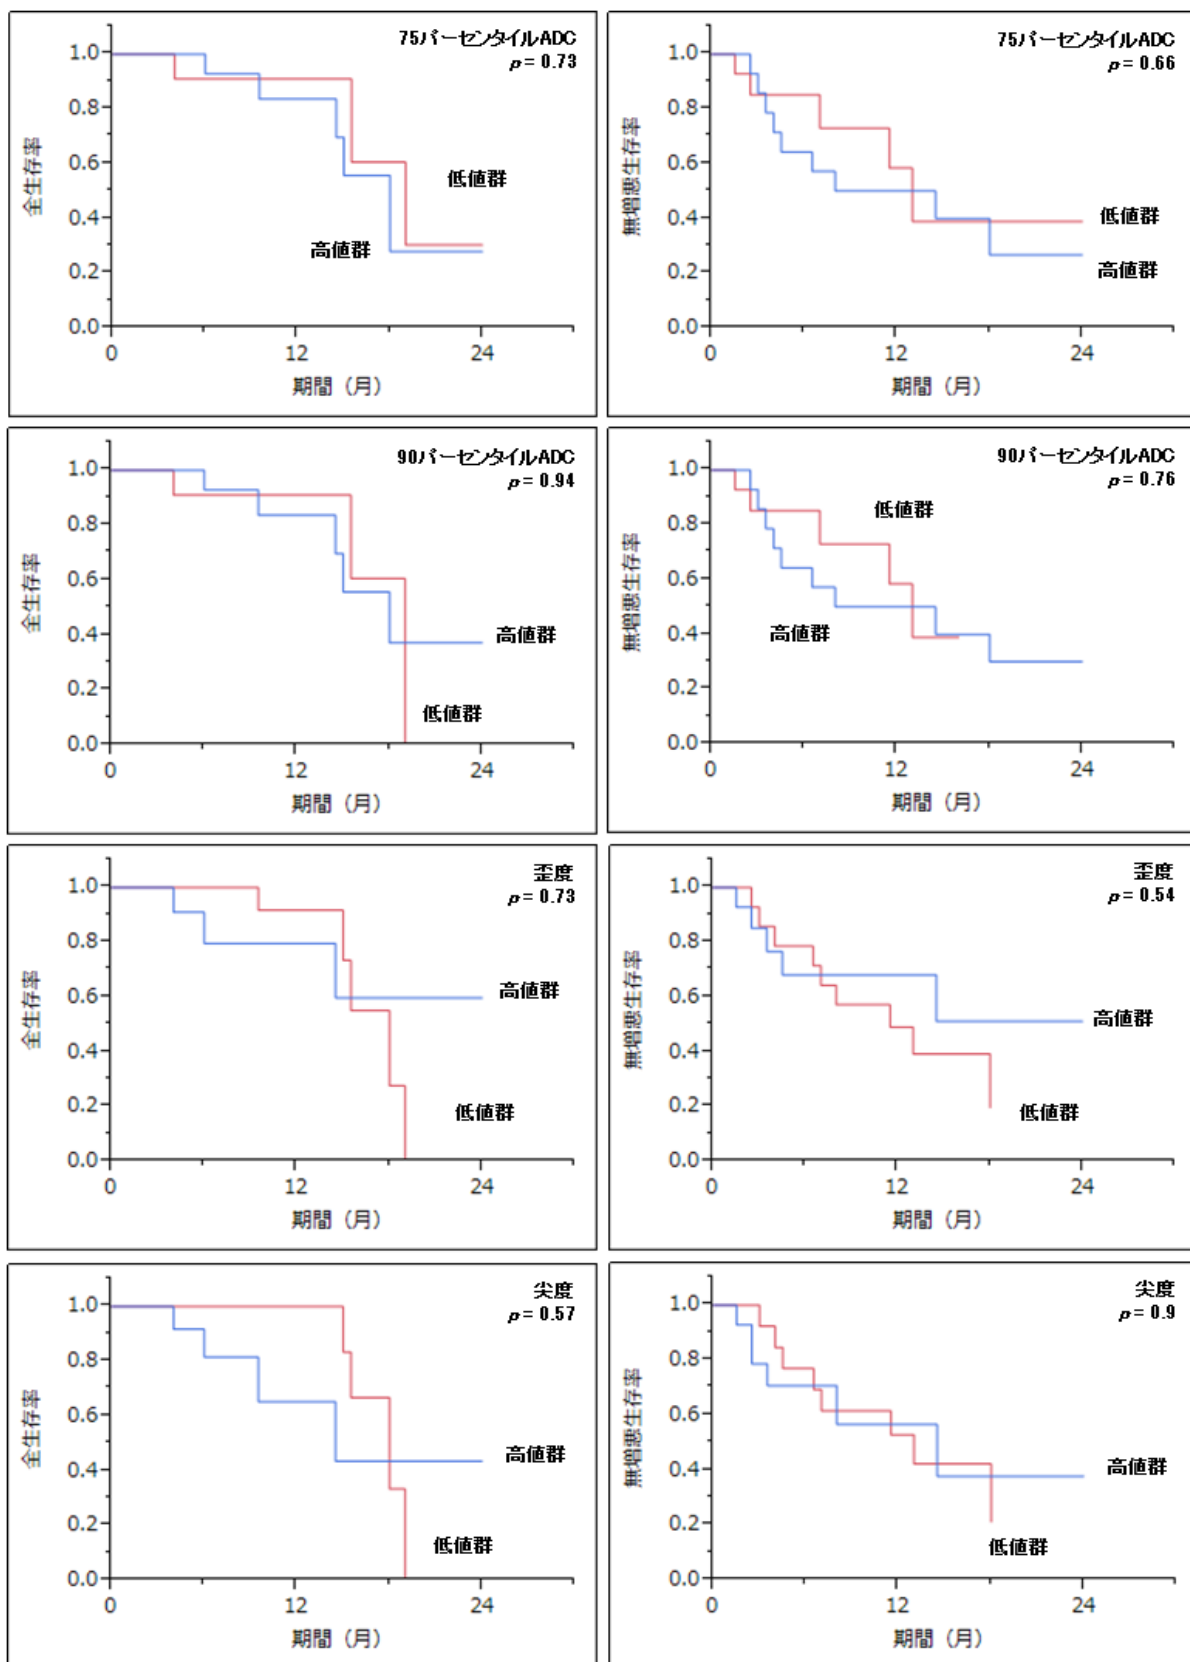 75パーセンタイルADC
p = 0.73
全生存率
1.0
0.8
0.6
0.4
0.2
0.0
低値群
高値群
0
12
24
期間（月）
75パーセンタイルADC
p = 0.66
無増悪生存率
1.0
0.8
0.6
0.4
0.2
0.0
低値群
高値群
0
12
24
期間（月）
90パーセンタイルADC
p = 0.94
全生存率
1.0
0.8
0.6
0.4
0.2
0.0
高値群
低値群
0
12
24
期間（月）
90パーセンタイルADC
p = 0.76
無増悪生存率
1.0
0.8
0.6
0.4
0.2
0.0
低値群
高値群
0
12
24
期間（月）
歪度
p = 0.73
全生存率
1.0
0.8
0.6
0.4
0.2
0.0
高値群
低値群
0
12
24
期間（月）
歪度
p = 0.54
無増悪生存率
1.0
0.8
0.6
0.4
0.2
0.0
高値群
低値群
0
12
24
期間（月）
尖度
p = 0.57
全生存率
1.0
0.8
0.6
0.4
0.2
0.0
高値群
低値群
0
12
24
期間（月）
尖度
p = 0.9
無増悪生存率
1.0
0.8
0.6
0.4
0.2
0.0
高値群
低値群
0
12
24
期間（月）